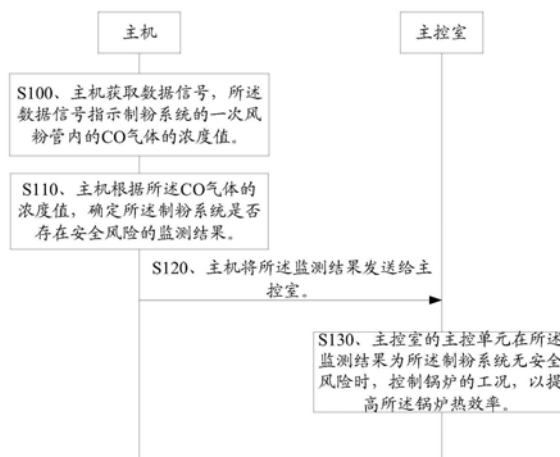 主机
主控室
S100、主机获取数据信号，所述
数据信号指示制粉系统的一次风
粉管内的CO气体的浓度值。
S110、主机根据所述CO气体的
浓度值，确定所述制粉系统是否
存在安全风险的监测结果。
S120、主机将所述监测结果发送给主
控室。
S130、主控室的主控单元在所述
监测结果为所述制粉系统无安全
风险时，控制锅炉的工况，以提
高所述锅炉热效率。